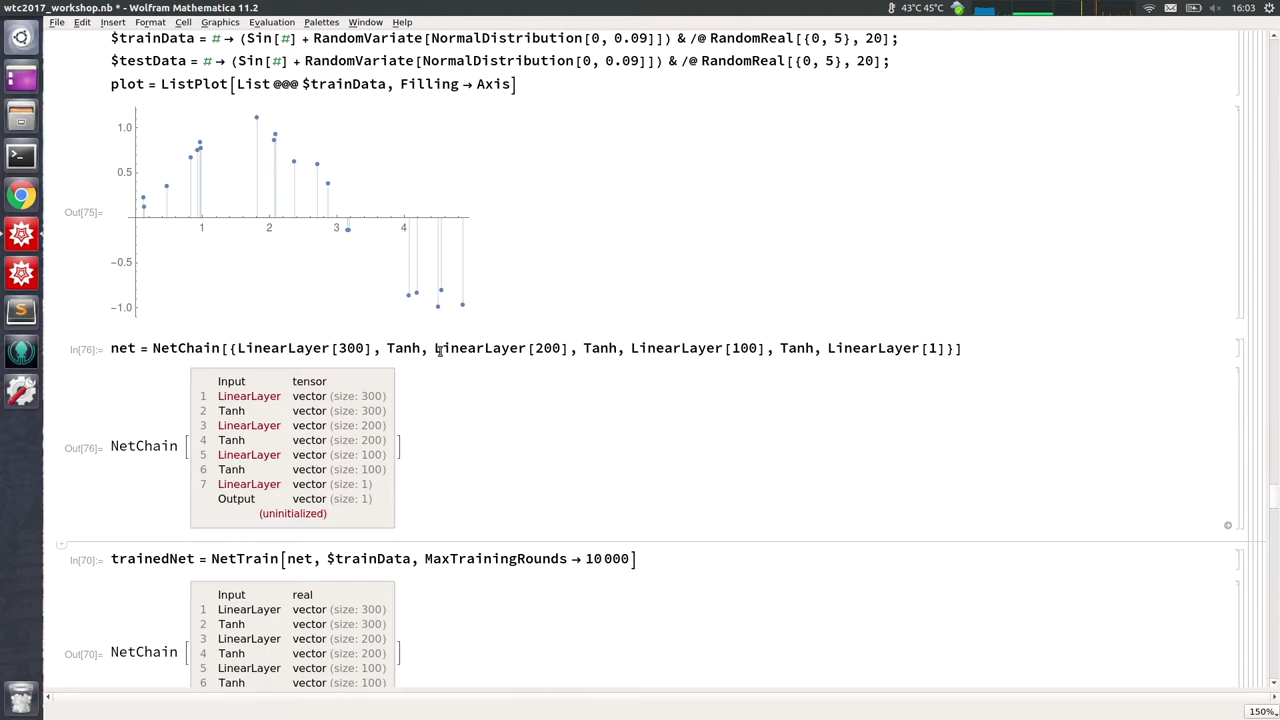 wtc2017_workshop.nb * - Wolfram Mathematica 11.2
43°C 45°C
16:03
File Edit Insert Format Cell Graphics Evaluation Palettes Window Help
$trainData = # → (Sin[#] + RandomVariate[NormalDistribution[0, 0.09]]) & /@ RandomReal[{0, 5}, 20];
$testData = # → (Sin[#] + RandomVariate[NormalDistribution[0, 0.09]]) & /@ RandomReal[{0, 5}, 20];
plot = ListPlot[List @@@ $trainData, Filling → Axis]
1.0
0.5
Out[75]=
1 2 3 4
−0.5
−1.0
In[76]:= net = NetChain[{LinearLayer[300], Tanh, LinearLayer[200], Tanh, LinearLayer[100], Tanh, LinearLayer[1]}]
Input tensor
1 LinearLayer vector (size: 300)
2 Tanh vector (size: 300)
3 LinearLayer vector (size: 200)
4 Tanh vector (size: 200)
Out[76]= NetChain [ ]
5 LinearLayer vector (size: 100)
6 Tanh vector (size: 100)
7 LinearLayer vector (size: 1)
Output vector (size: 1)
(uninitialized)
In[70]:= trainedNet = NetTrain[net, $trainData, MaxTrainingRounds → 10 000]
Input real
1 LinearLayer vector (size: 300)
2 Tanh vector (size: 300)
3 LinearLayer vector (size: 200)
Out[70]= NetChain [ ]
4 Tanh vector (size: 200)
5 LinearLayer vector (size: 100)
6 Tanh vector (size: 100)
150%